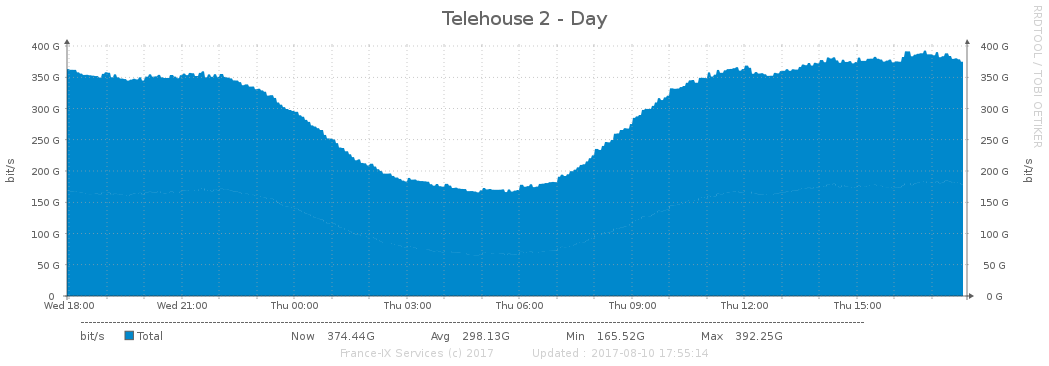 Telehouse 2 - Day
RRDTOOL / TOBI OETIKER
400 G 400 G
350 G 350 G
300 G 300 G
250 G 250 G
200 G 200 G
150 G 150 G
100 G 100 G
50 G 50 G
0 0 G
bit/s bit/s
Wed 18:00 Wed 21:00 Thu 00:00 Thu 03:00 Thu 06:00 Thu 09:00 Thu 12:00 Thu 15:00
bit/s Total Now 374.44G Avg 298.13G Min 165.52G Max 392.25G
France-IX Services (c) 2017 Updated : 2017-08-10 17:55:14